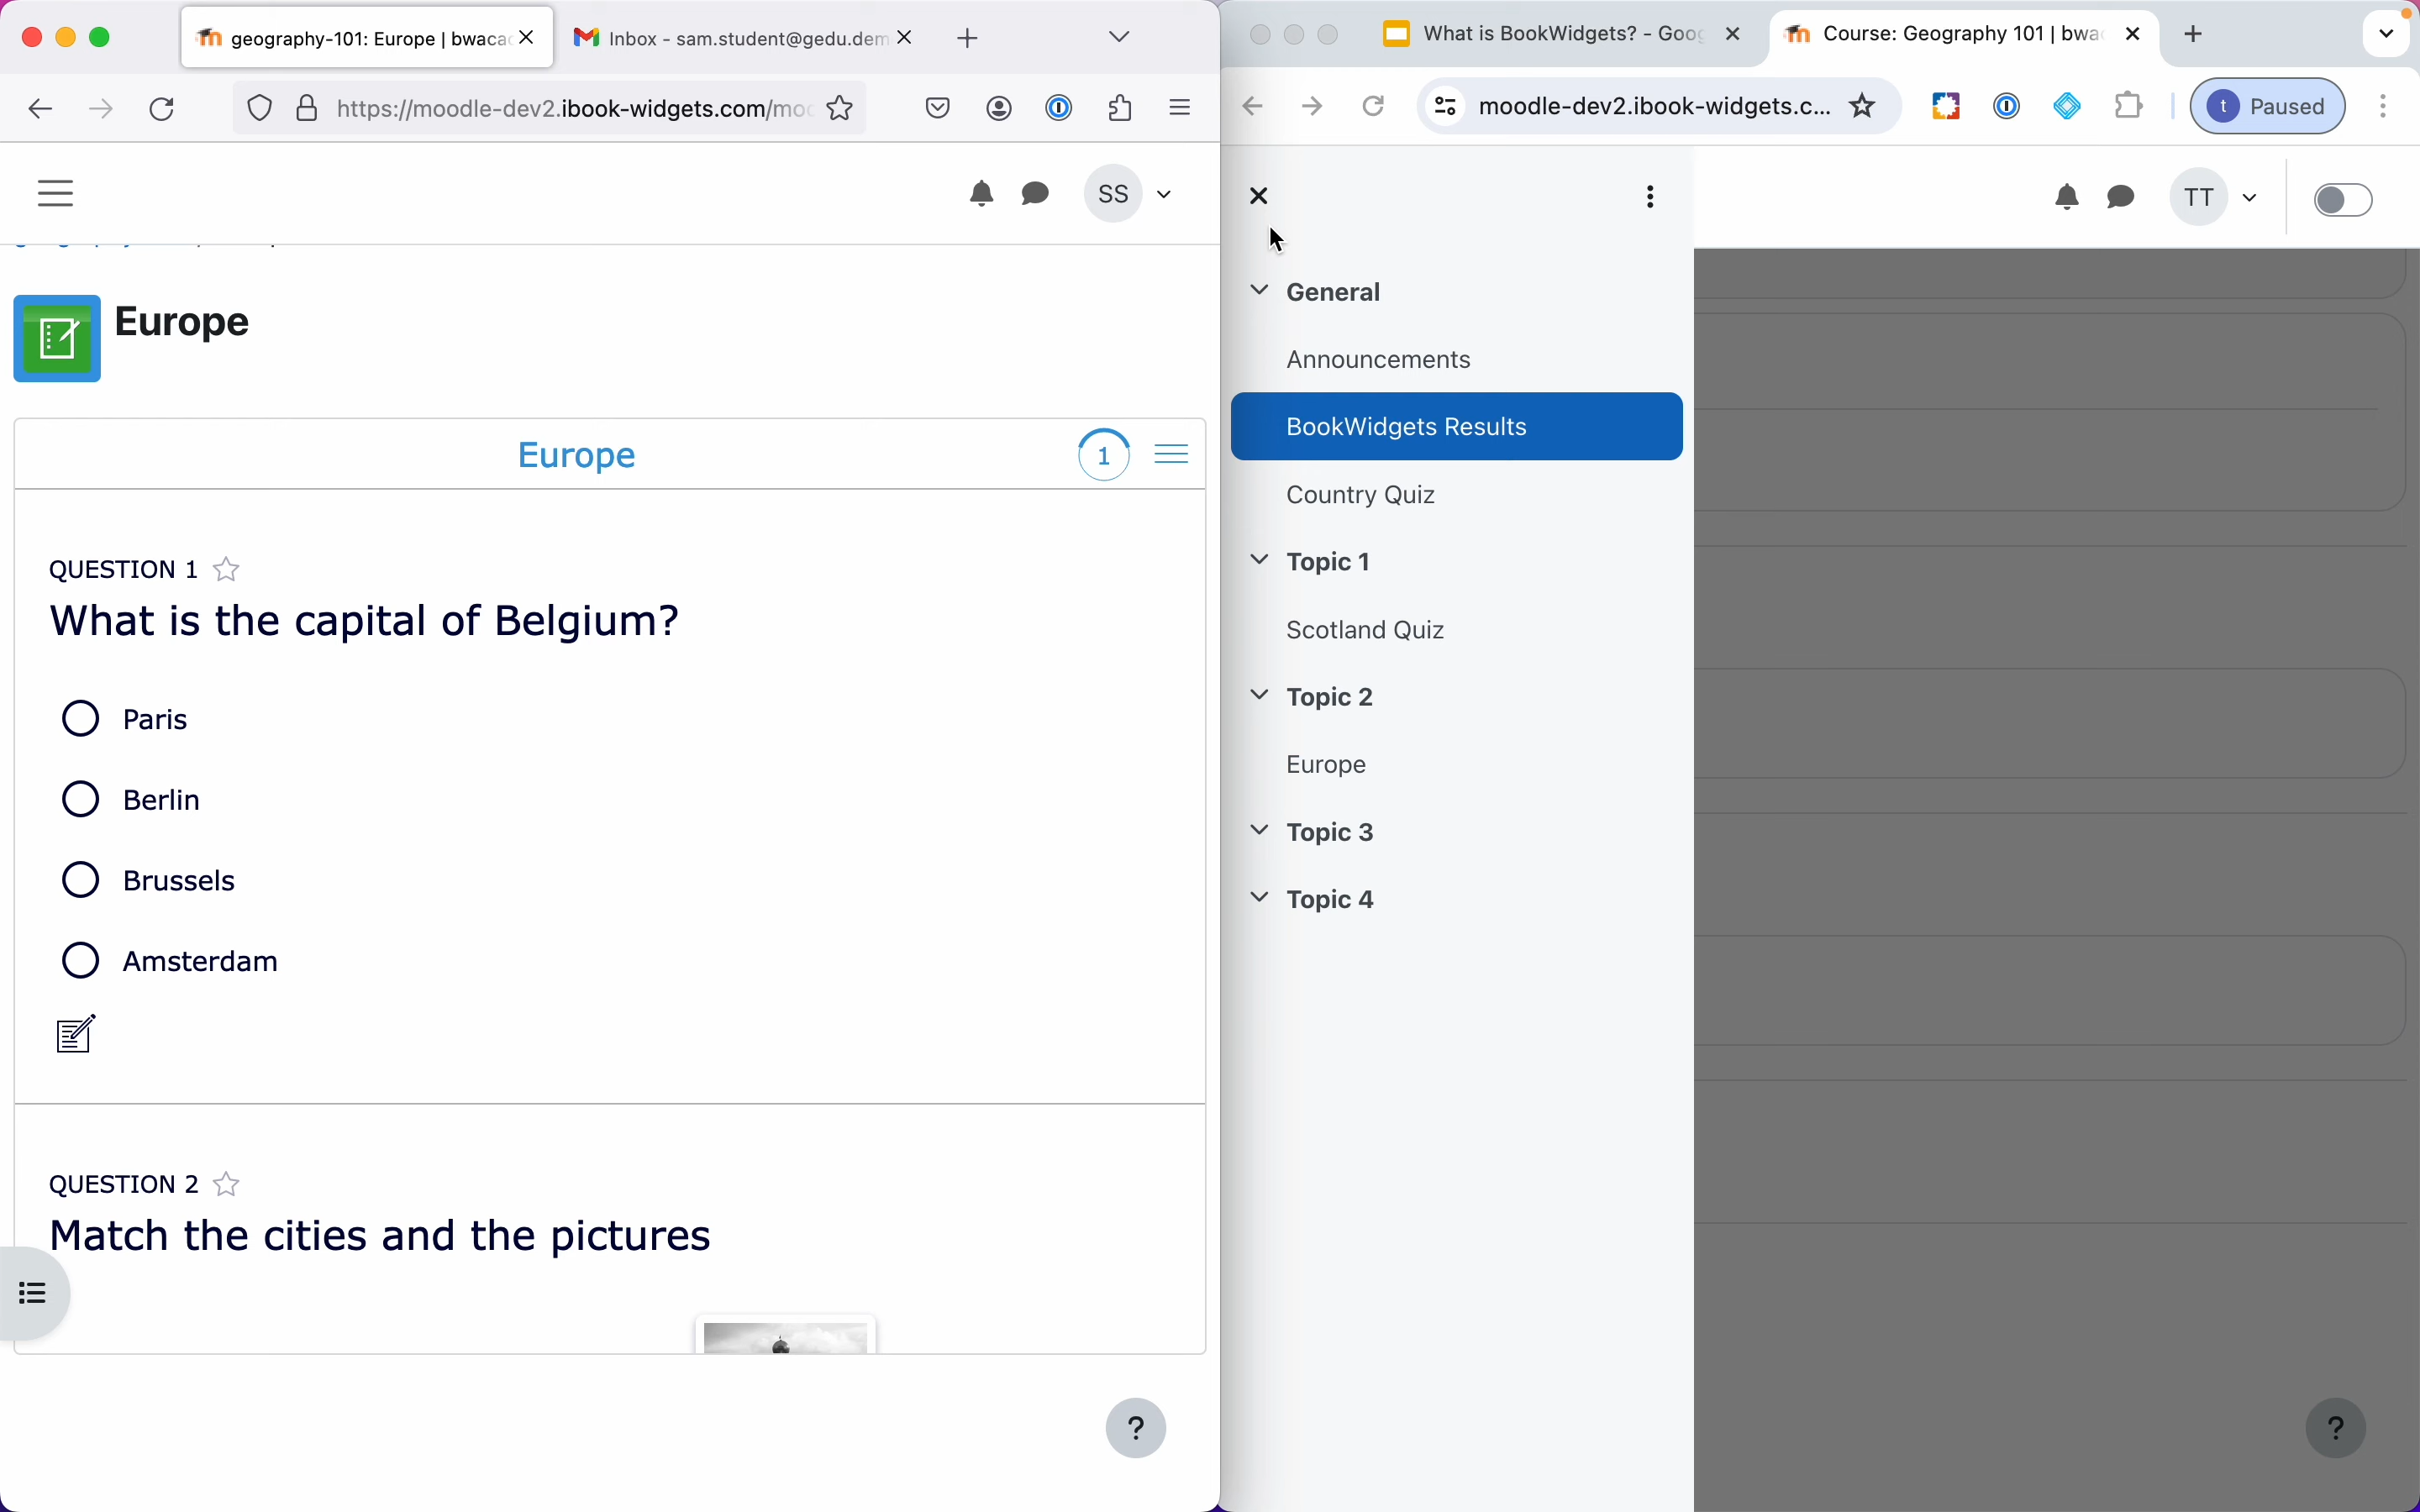 geography-101: Europe | bwaca
Inbox - sam.student@gedu.dem
https://moodle-dev2.ibook-widgets.com/moo
SS
Europe
Europe
1
QUESTION 1
What is the capital of Belgium?
Paris
Berlin
Brussels
Amsterdam
QUESTION 2
Match the cities and the pictures
?
What is BookWidgets? - Goog
Course: Geography 101 | bwa
moodle-dev2.ibook-widgets.c...
t Paused
TT
General
Announcements
BookWidgets Results
Country Quiz
Topic 1
Scotland Quiz
Topic 2
Europe
Topic 3
Topic 4
?